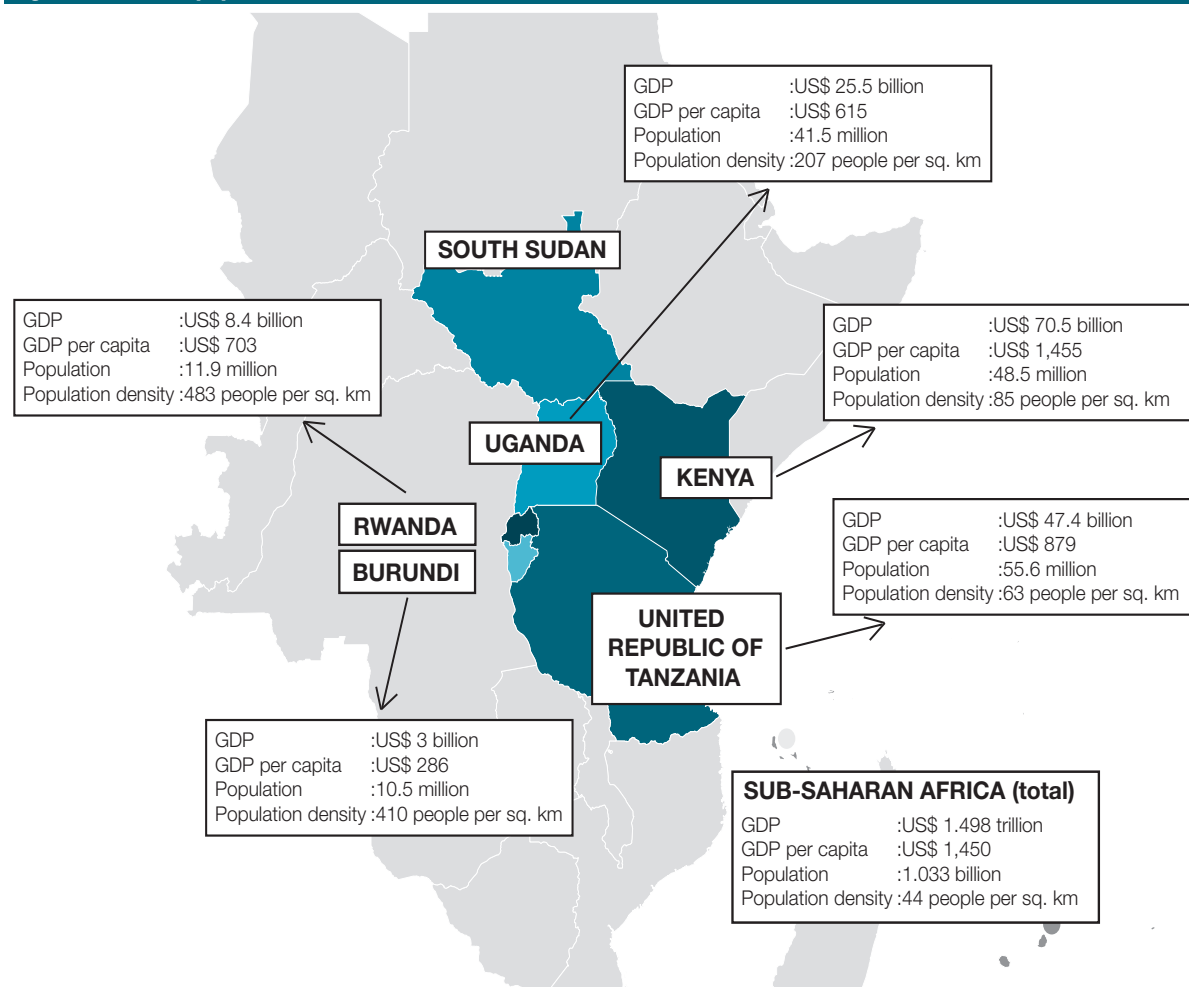 GDP :US$ 25.5 billion
GDP per capita :US$ 615
Population :41.5 million
Population density :207 people per sq. km
SOUTH SUDAN
GDP :US$ 8.4 billion
GDP per capita :US$ 703
Population :11.9 million
Population density :483 people per sq. km
GDP :US$ 70.5 billion
GDP per capita :US$ 1,455
Population :48.5 million
Population density :85 people per sq. km
UGANDA
KENYA
RWANDA
BURUNDI
GDP :US$ 47.4 billion
GDP per capita :US$ 879
Population :55.6 million
Population density :63 people per sq. km
UNITED
REPUBLIC OF
TANZANIA
GDP :US$ 3 billion
GDP per capita :US$ 286
Population :10.5 million
Population density :410 people per sq. km
SUB-SAHARAN AFRICA (total)
GDP :US$ 1.498 trillion
GDP per capita :US$ 1,450
Population :1.033 billion
Population density :44 people per sq. km